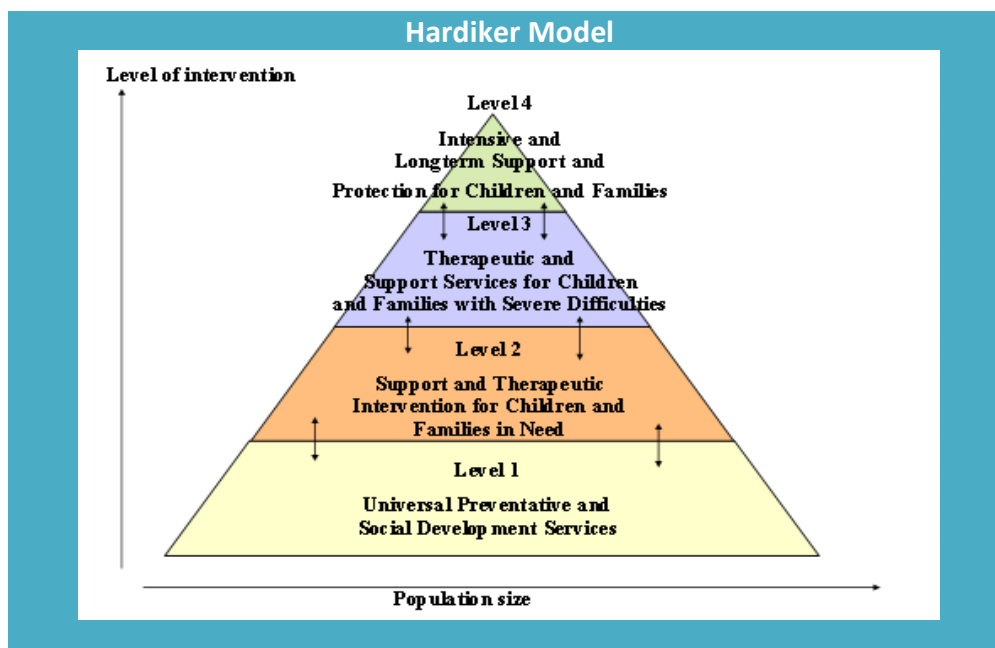 Hardiker Model
Level of intervention
Level 4
Intensive and
Longterm Support and
Protection for Children and Families
Level 3
Therapeutic and
Support Services for Children
and Families with Severe Difficulties
Level 2
Support and Therapeutic
Intervention for Children and
Families in Need
Level 1
Universal Preventative and
Social Development Services
Population size